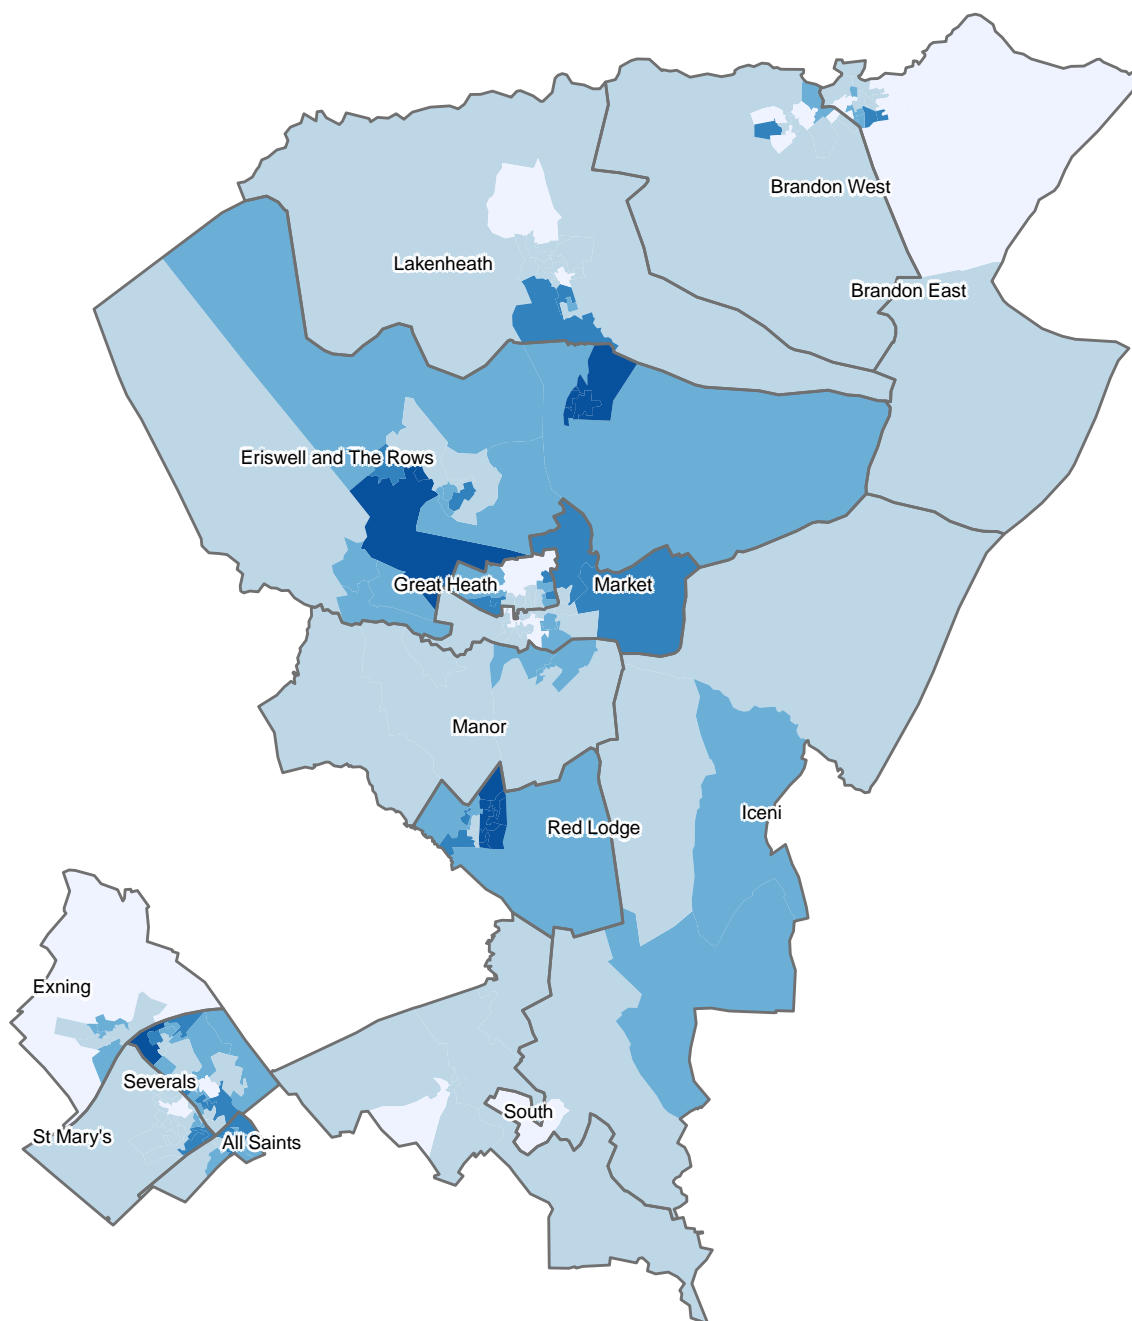 Brandon West
Lakenheath
Brandon East
Eriswell and The Rows
Great Heath
Market
Manor
Iceni
Red Lodge
Exning
Severals
South
St Mary's
All Saints